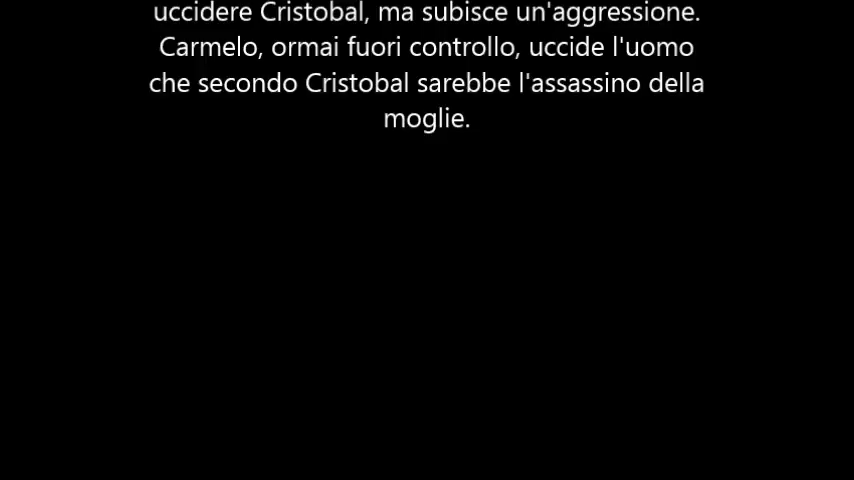 uccidere Cristobal, ma subisce un'aggressione.
Carmelo, ormai fuori controllo, uccide l'uomo
che secondo Cristobal sarebbe l'assassino della
moglie.